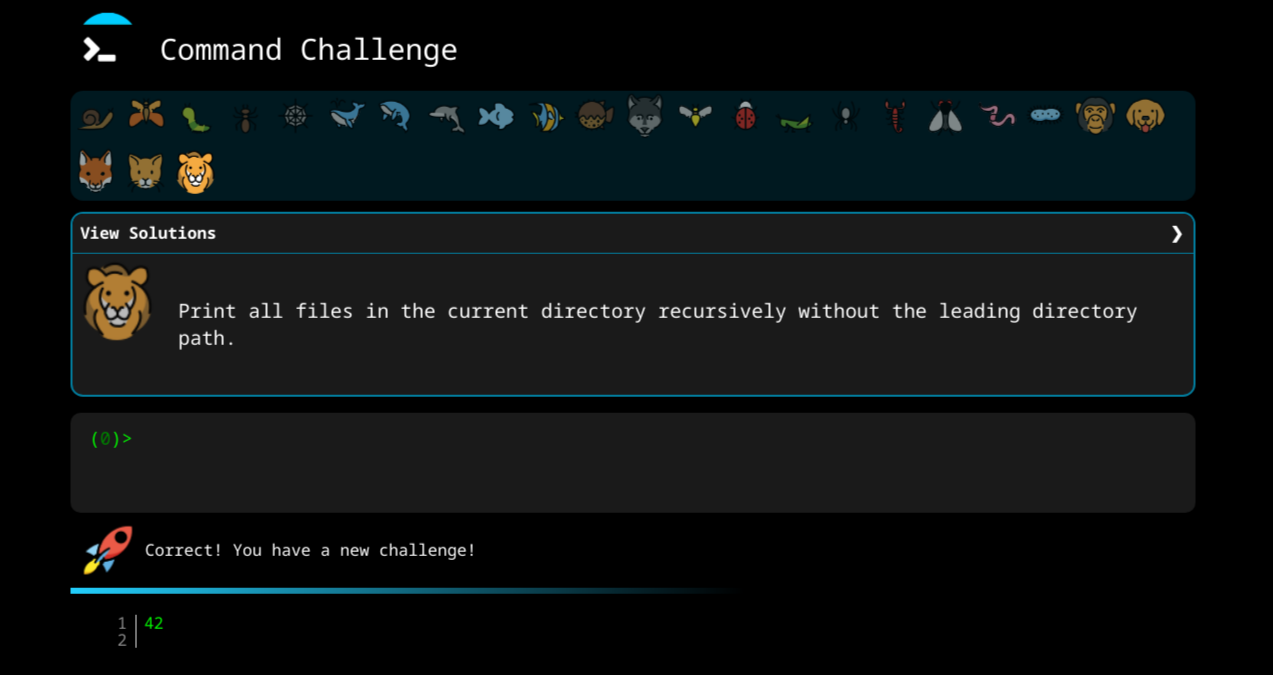 Command Challenge
View Solutions ❯
Print all files in the current directory recursively without the leading directory
path.
(0)>
Correct! You have a new challenge!
1 42
2